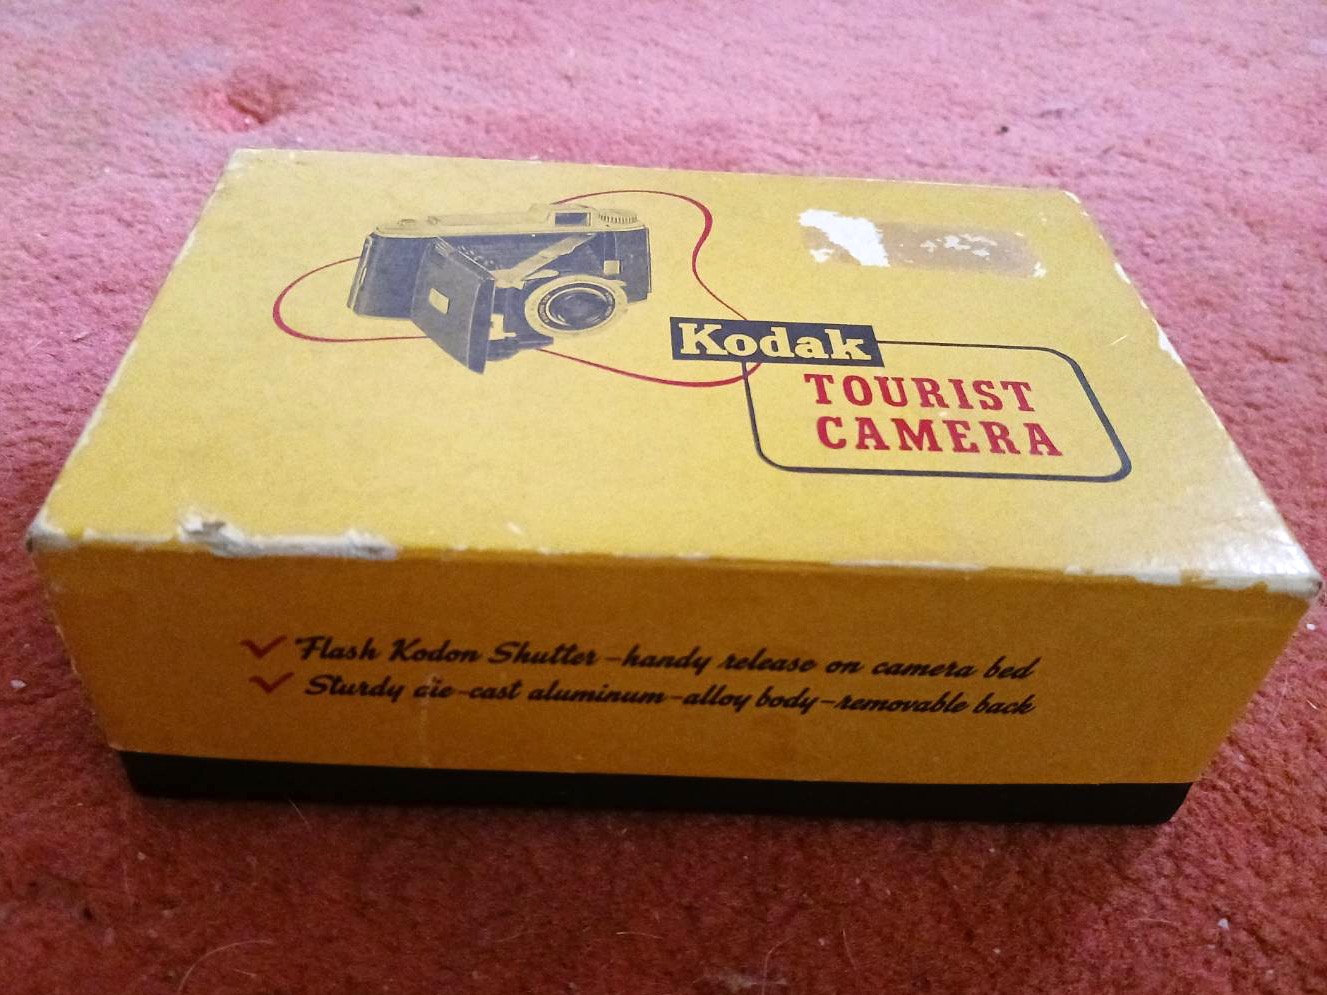 Kodak
TOURIST
CAMERA
✓ Flash Kodon Shutter—handy release on camera bed
✓ Sturdy die-cast aluminum-alloy body—removable back